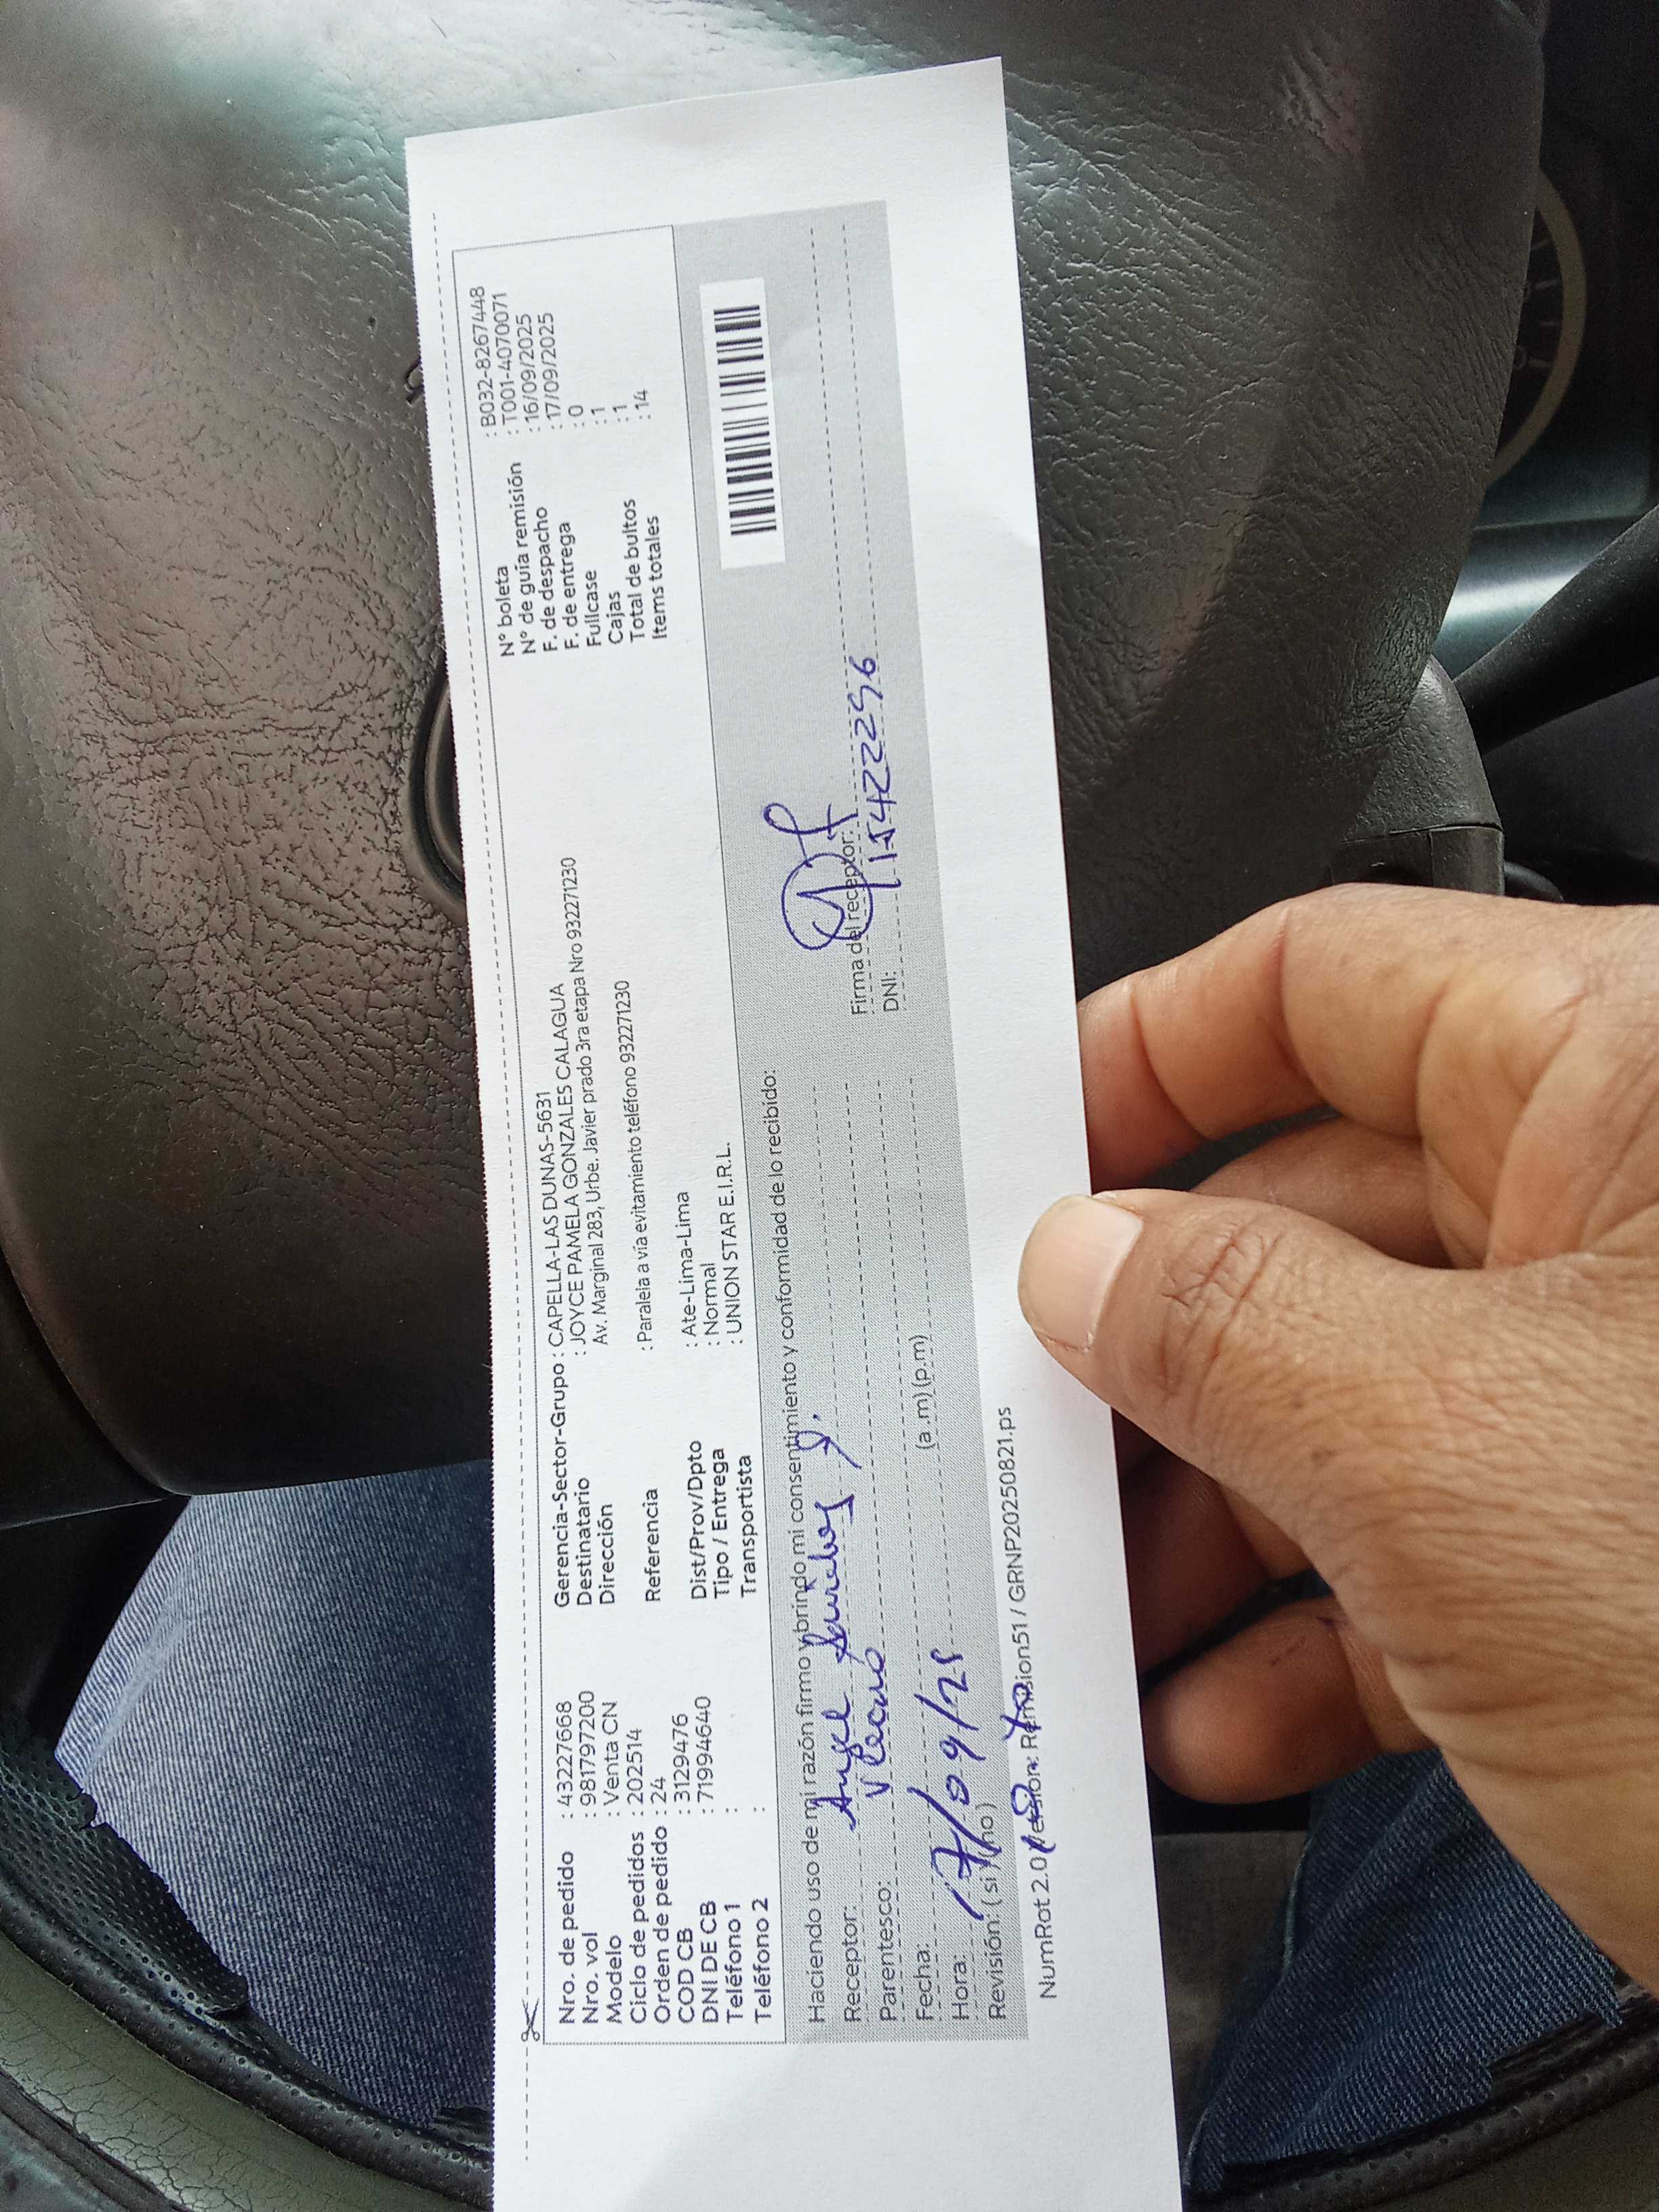 Nro. de pedido : 43227668
Nro. vol : 981797200
Modelo : Venta CN
Ciclo de pedidos : 202514
Orden de pedido : 24
COD CB : 3129476
DNI DE CB : 71994640
Teléfono 1 :
Teléfono 2 :
Gerencia-Sector-Grupo : CAPELLA-LAS DUNAS-5631
Destinatario : JOYCE PAMELA GONZALES CALAGUA
Dirección Av. Marginal 283, Urbe. Javier prado 3ra etapa Nro 932271230
Referencia : Paralela a vía evitamiento teléfono 932271230
Dist/Prov/Dpto : Ate-Lima-Lima
Tipo / Entrega : Normal
Transportista : UNION STAR E.I.R.L.
N° boleta : B032-8267448
N° de guía remisión : T001-4070071
F. de despacho : 16/09/2025
F. de entrega : 17/09/2025
Fullcase : 0
Cajas : 1
Total de bultos : 1
Items totales : 14
Haciendo uso de mi razón firmo y brindo mi consentimiento y conformidad de lo recibido:
Receptor: Angel
Parentesco:
Fecha: 17/09/25
Hora: (a.m) (p.m)
Revisión: ( si ) ( no )
Firma del receptor:
DNI: 15422296
NumRot 2.0 Remision51 / GRNP20250821.ps